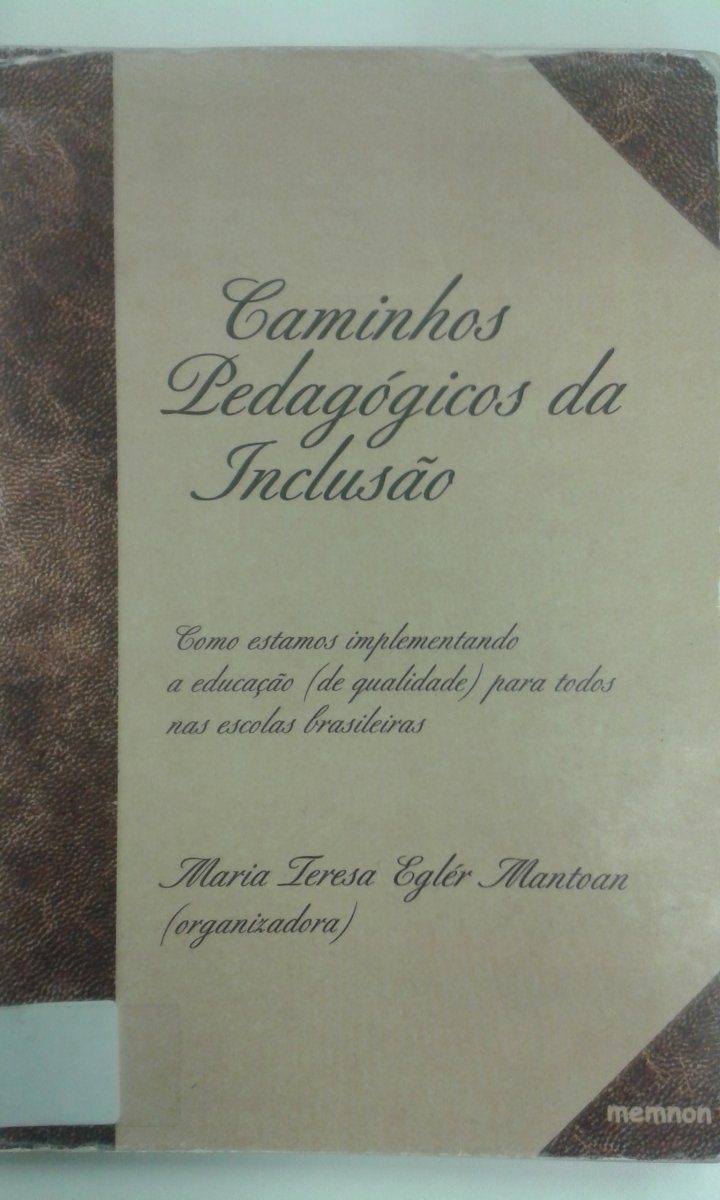 Caminhos
Pedagógicos da
Inclusão
Como estamos implementando
a educação (de qualidade) para todos
nas escolas brasileiras
Maria Teresa Eglér Mantoan
(organizadora)
memnon